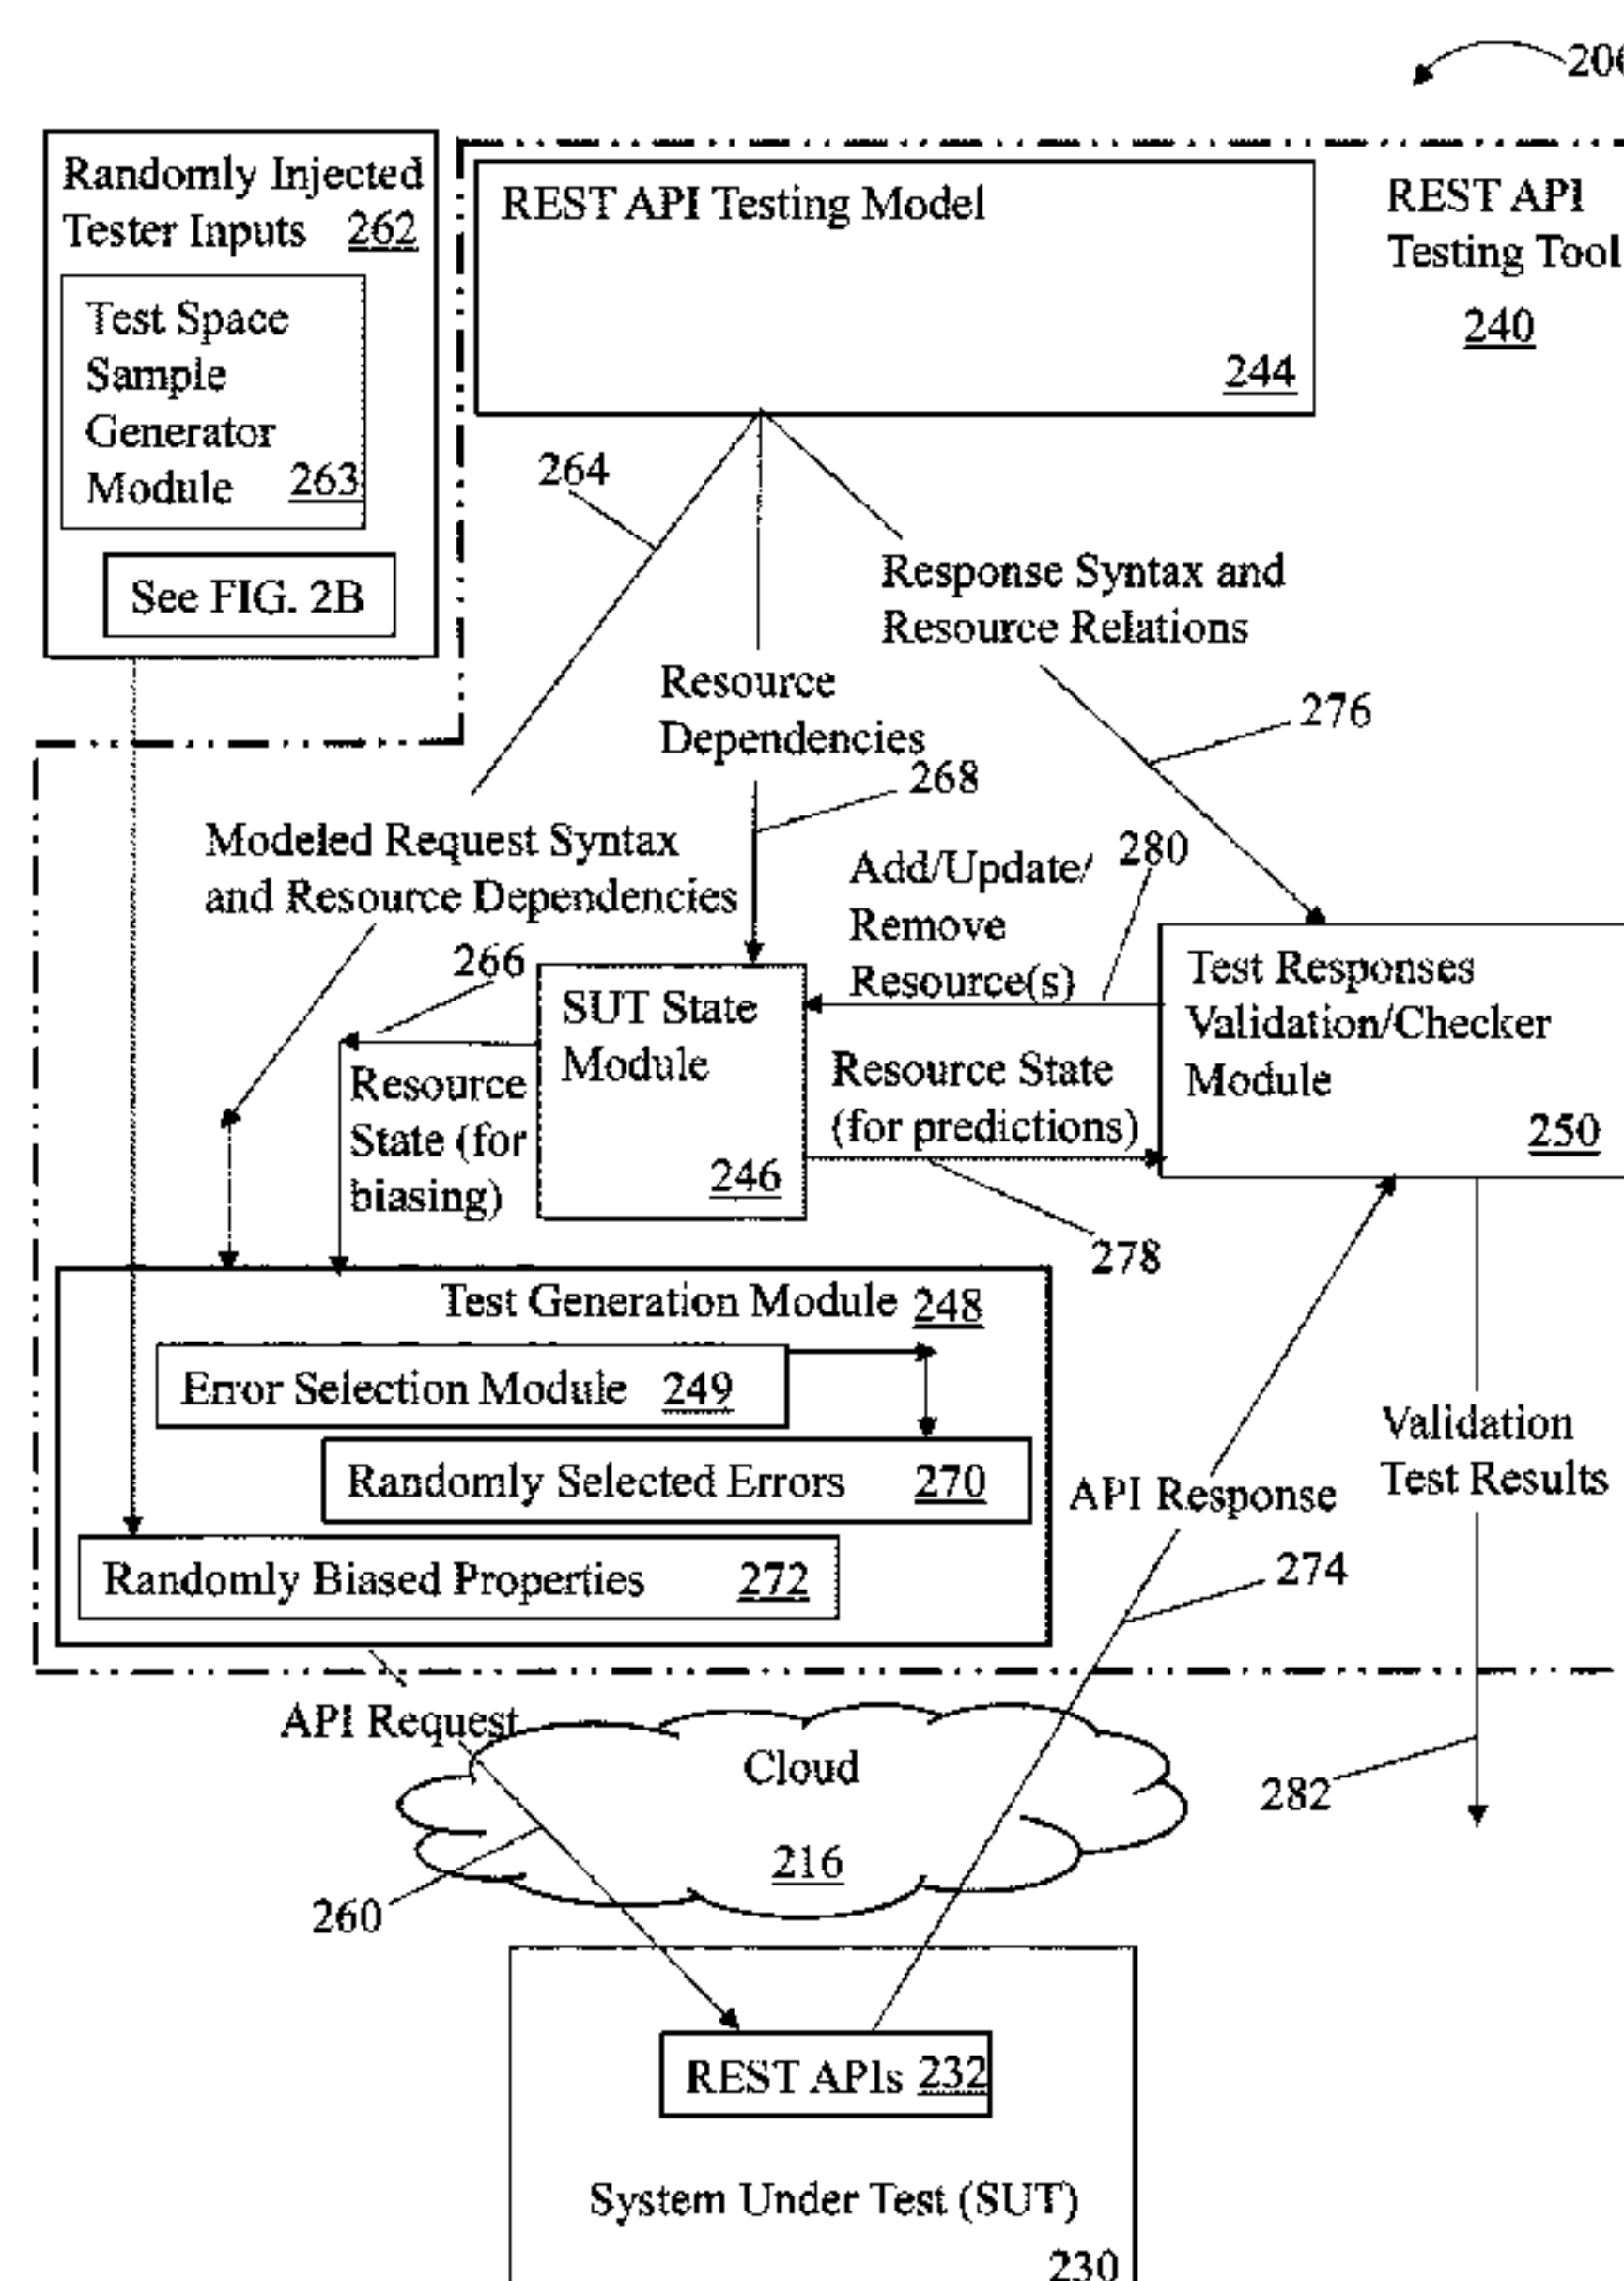 206
Randomly Injected
Tester Inputs 262
Test Space
Sample
Generator
Module 263
See FIG. 2B
REST API Testing Model
244
REST API
Testing Tool
240
264
Response Syntax and
Resource Relations
Resource
Dependencies
276
268
Modeled Request Syntax
and Resource Dependencies
Add/Update/
Remove
Resource(s)
280
266
SUT State
Module
246
Test Responses
Validation/Checker
Module
250
Resource
State (for
biasing)
Resource State
(for predictions)
278
Test Generation Module 248
Error Selection Module 249
Randomly Selected Errors 270
Randomly Biased Properties 272
API Response
Validation
Test Results
274
API Request
Cloud
216
282
260
REST APIs 232
System Under Test (SUT)
230